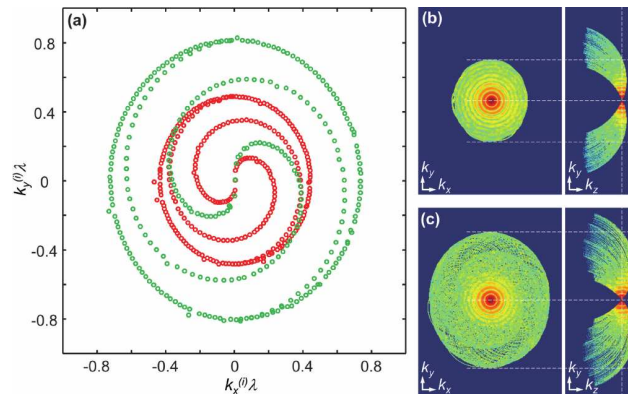 (a)
0.8
0.4
0
-0.4
-0.8
-0.8 -0.4 0 0.4 0.8
k_x^(i)λ
k_y^(i)λ
(b)
k_y
k_x
k_y
k_z
(c)
k_y
k_x
k_y
k_z